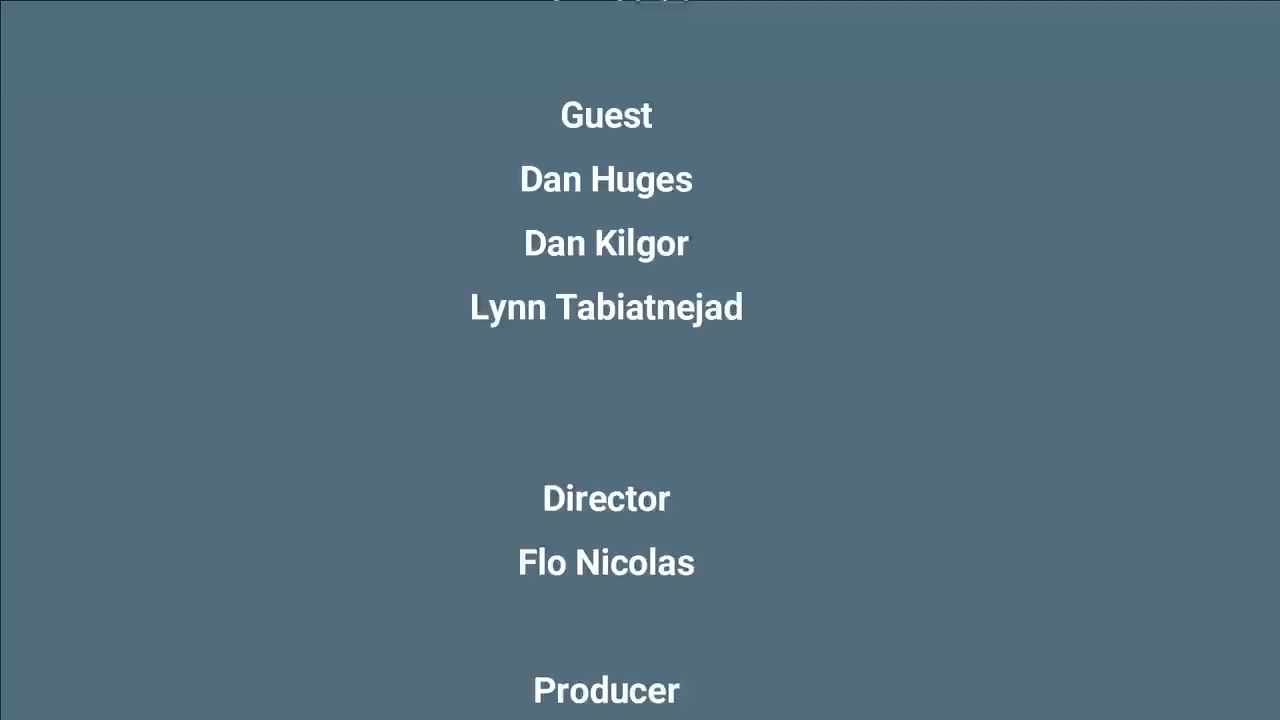 Guest
Dan Huges
Dan Kilgor
Lynn Tabiatnejad
Director
Flo Nicolas
Producer